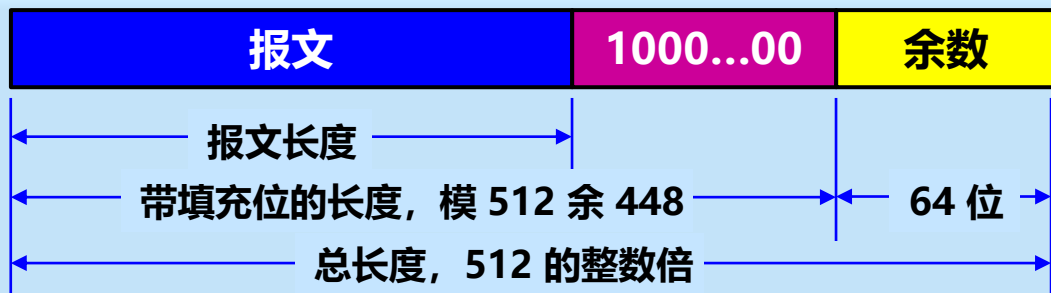 报文 1000...00 余数
报文长度
带填充位的长度，模 512 余 448 64 位
总长度，512 的整数倍